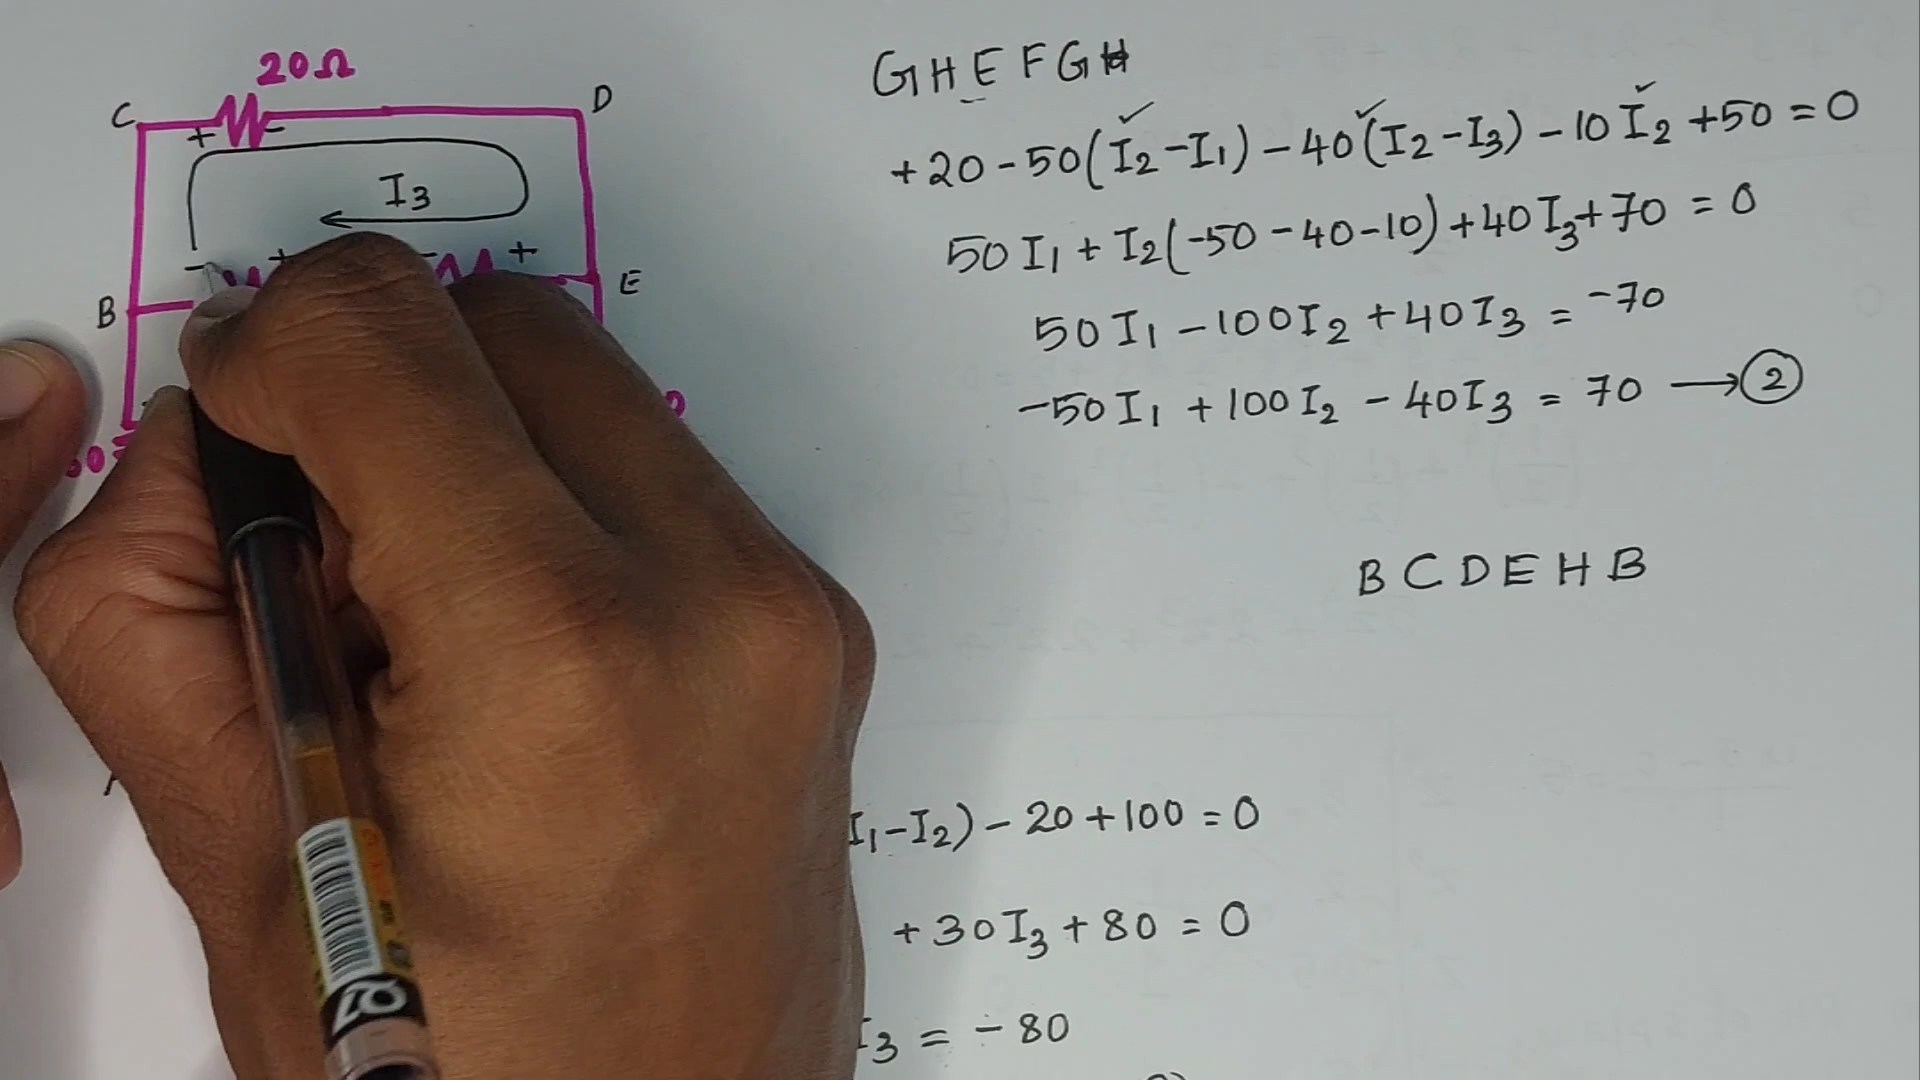 20Ω
C
D
+
-
I3
-
+
-
+
B
E
GHEFGH
+20-50(I2-I1)-40(I2-I3)-10I2+50=0
50I1+I2(-50-40-10)+40I3+70=0
50I1-100I2+40I3=-70
-50I1+100I2-40I3=70→②
BCDEHB
I1-I2)-20+100=0
+30I3+80=0
I3=-80